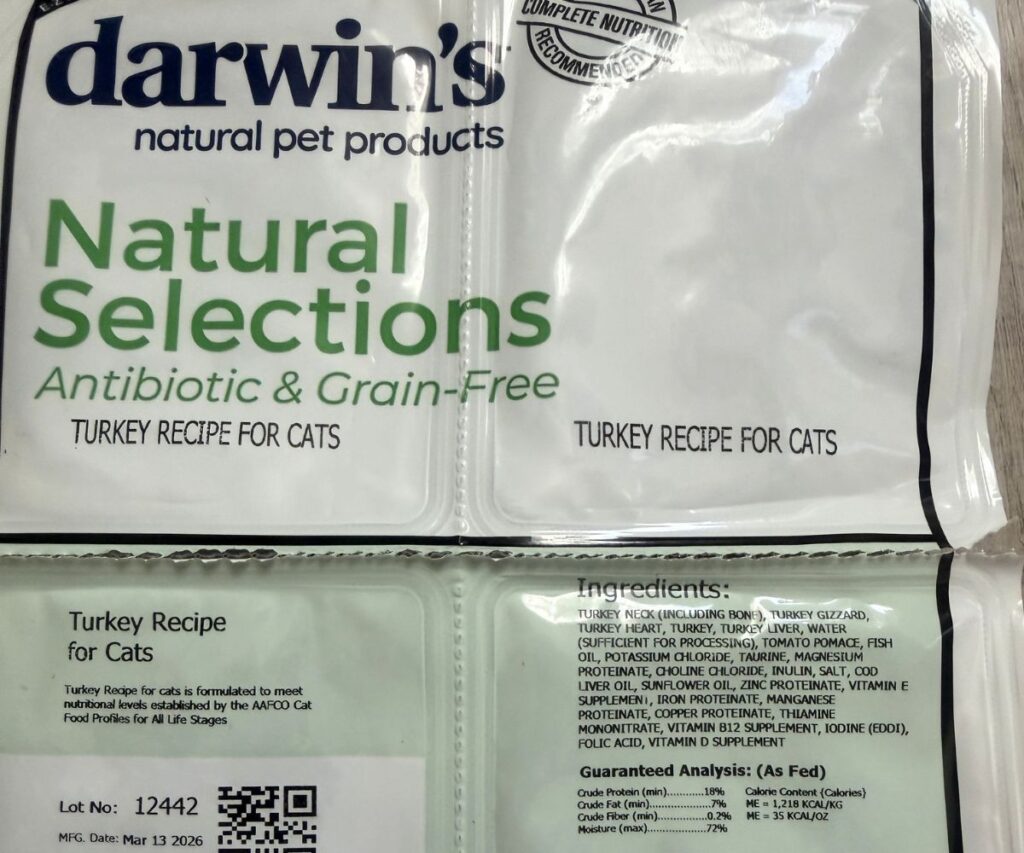 darwin's
natural pet products
COMPLETE NUTRITION
RECOMMENDED
Natural
Selections
Antibiotic & Grain-Free
TURKEY RECIPE FOR CATS
TURKEY RECIPE FOR CATS
Turkey Recipe
for Cats
Turkey Recipe for cats is formulated to meet
nutritional levels established by the AAFCO Cat
Food Profiles for All Life Stages
Lot No: 12442
MFG. Date: Mar 13 2026
Ingredients:
TURKEY NECK (INCLUDING BONE), TURKEY GIZZARD,
TURKEY HEART, TURKEY, TURKEY LIVER, WATER
(SUFFICIENT FOR PROCESSING), TOMATO POMACE, FISH
OIL, POTASSIUM CHLORIDE, TAURINE, MAGNESIUM
PROTEINATE, CHOLINE CHLORIDE, INULIN, SALT, COD
LIVER OIL, SUNFLOWER OIL, ZINC PROTEINATE, VITAMIN E
SUPPLEMENT, IRON PROTEINATE, MANGANESE
PROTEINATE, COPPER PROTEINATE, THIAMINE
MONONITRATE, VITAMIN B12 SUPPLEMENT, IODINE (EDDI),
FOLIC ACID, VITAMIN D SUPPLEMENT
Guaranteed Analysis: (As Fed)
Crude Protein (min)...........18%
Crude Fat (min)..................7%
Crude Fiber (min)...............0.2%
Moisture (max)...................72%
Calorie Content (Calories)
ME = 1,218 KCAL/KG
ME = 35 KCAL/OZ